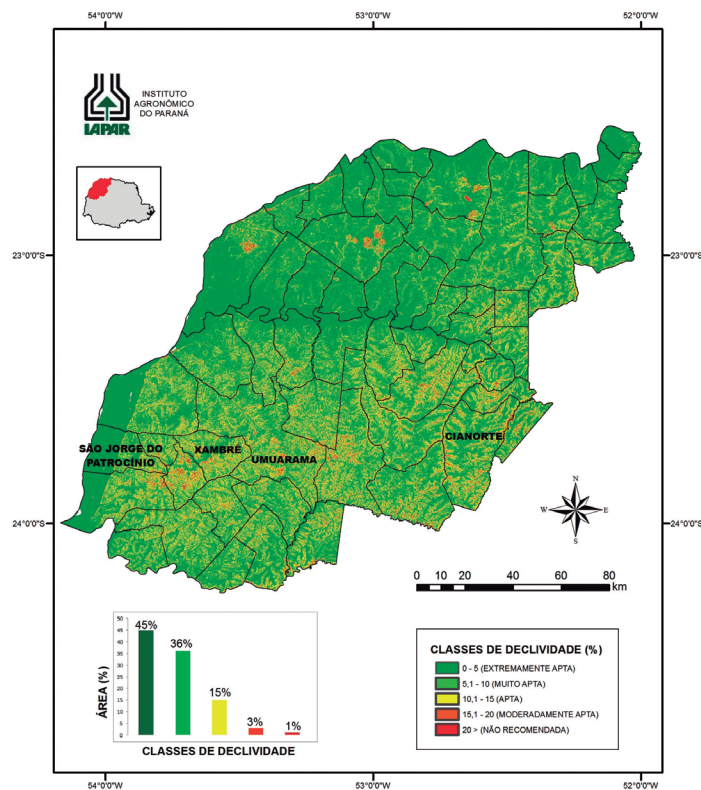 54°0'0"W 53°0'0"W 52°0'0"W
INSTITUTO
AGRONÔMICO
DO PARANÁ
IAPAR
23°0'0"S 23°0'0"S
SÃO JORGE DO
PATROCÍNIO
XAMBRÊ
UMUARAMA
CIANORTE
24°0'0"S 24°0'0"S
N
W E
S
0 10 20 40 60 80
km
45%
36%
15%
3%
1%
50
45
40
35
30
25
20
15
10
5
0
ÁREA (%)
CLASSES DE DECLIVIDADE
CLASSES DE DECLIVIDADE (%)
0 - 5 (EXTREMAMENTE APTA)
5,1 - 10 (MUITO APTA)
10,1 - 15 (APTA)
15,1 - 20 (MODERADAMENTE APTA)
20 > (NÃO RECOMENDADA)
54°0'0"W 53°0'0"W 52°0'0"W